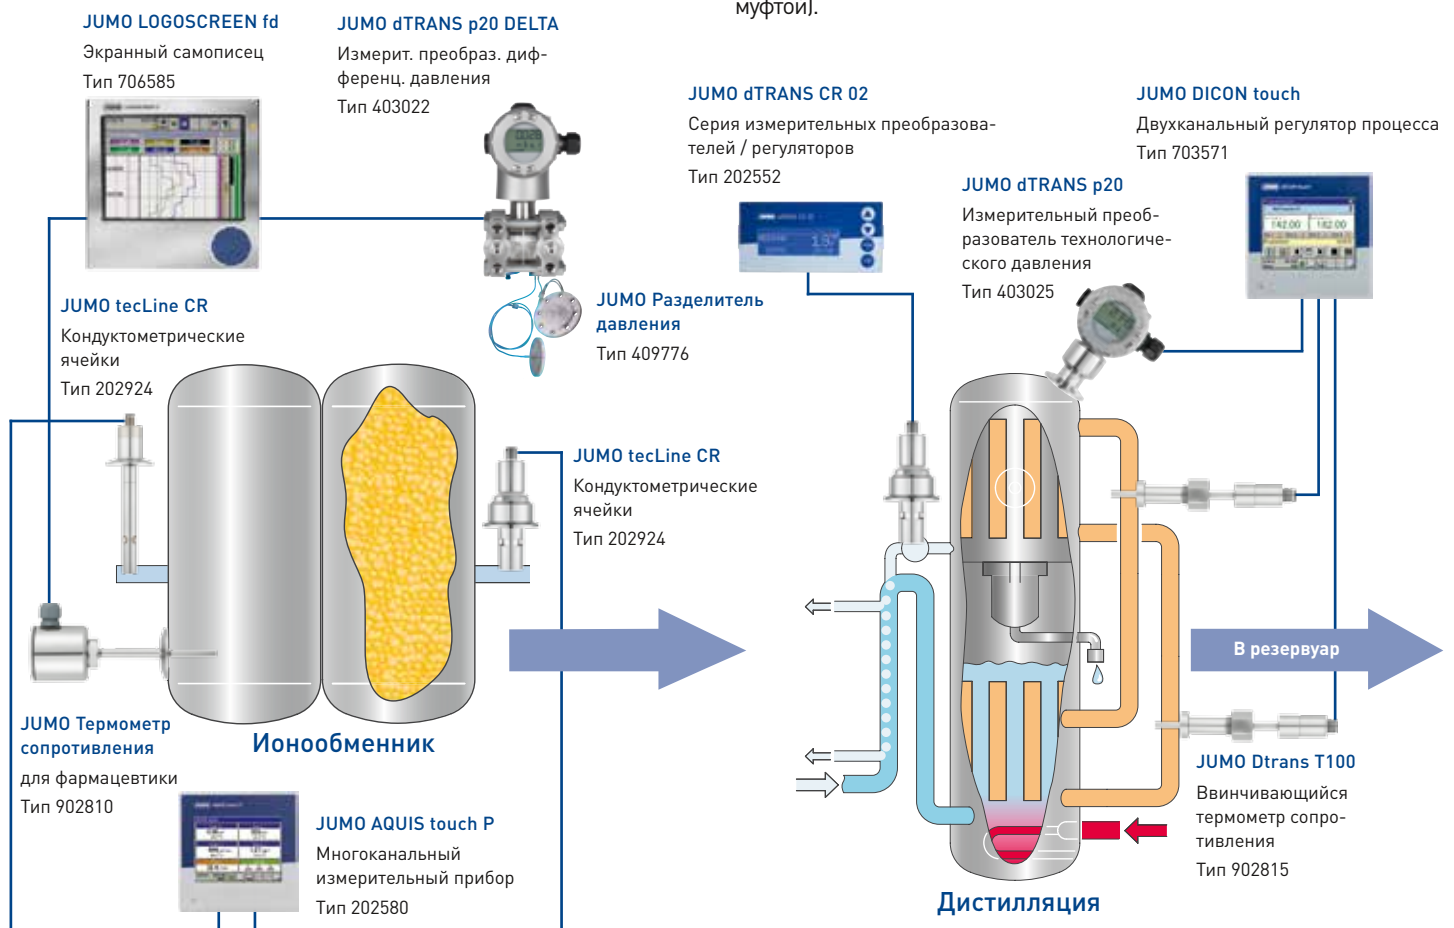 муфтой).
JUMO LOGOSCREEN fd
Экранный самописец
Тип 706585
JUMO dTRANS p20 DELTA
Измерит. преобраз. диф-
ференц. давления
Тип 403022
JUMO dTRANS CR 02
Серия измерительных преобразова-
телей / регуляторов
Тип 202552
JUMO DICON touch
Двухканальный регулятор процесса
Тип 703571
JUMO dTRANS p20
Измерительный преоб-
разователь технологиче-
ского давления
Тип 403025
142.00 182.00
JUMO Разделитель
давления
Тип 409776
JUMO tecLine CR
Кондуктометрические
ячейки
Тип 202924
JUMO tecLine CR
Кондуктометрические
ячейки
Тип 202924
В резервуар
JUMO Термометр
сопротивления
для фармацевтики
Тип 902810
Ионообменник
JUMO AQUIS touch P
Многоканальный
измерительный прибор
Тип 202580
JUMO Dtrans T100
Ввинчивающийся
термометр сопро-
тивления
Тип 902815
Дистилляция